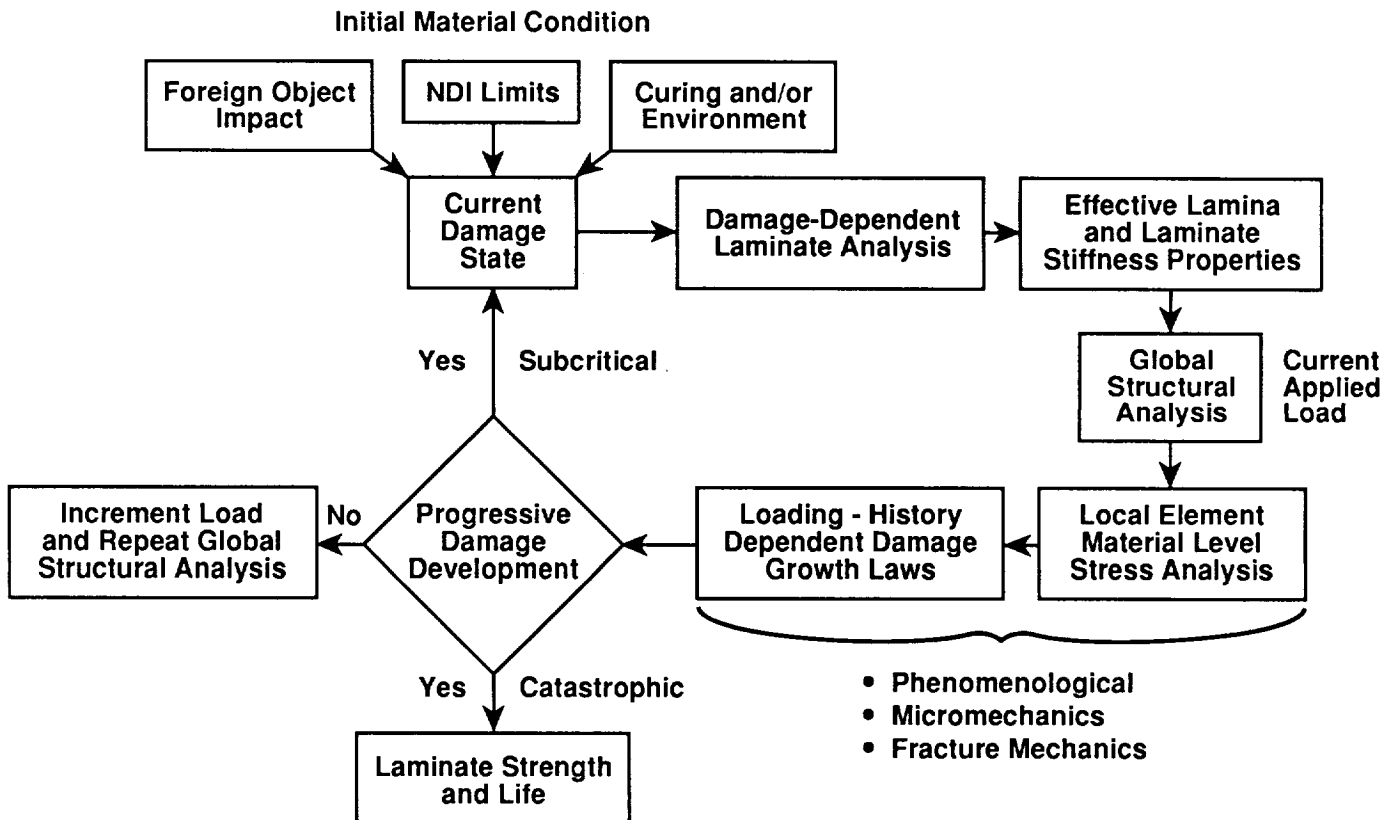 Initial Material Condition
Foreign Object
Impact
NDI Limits
Curing and/or
Environment
Current
Damage
State
Damage-Dependent
Laminate Analysis
Effective Lamina
and Laminate
Stiffness Properties
Yes
Subcritical
Global
Structural
Analysis
Current
Applied
Load
Increment Load
and Repeat Global
Structural Analysis
No
Progressive
Damage
Development
Loading - History
Dependent Damage
Growth Laws
Local Element
Material Level
Stress Analysis
Yes
Catastrophic
• Phenomenological
• Micromechanics
• Fracture Mechanics
Laminate Strength
and Life